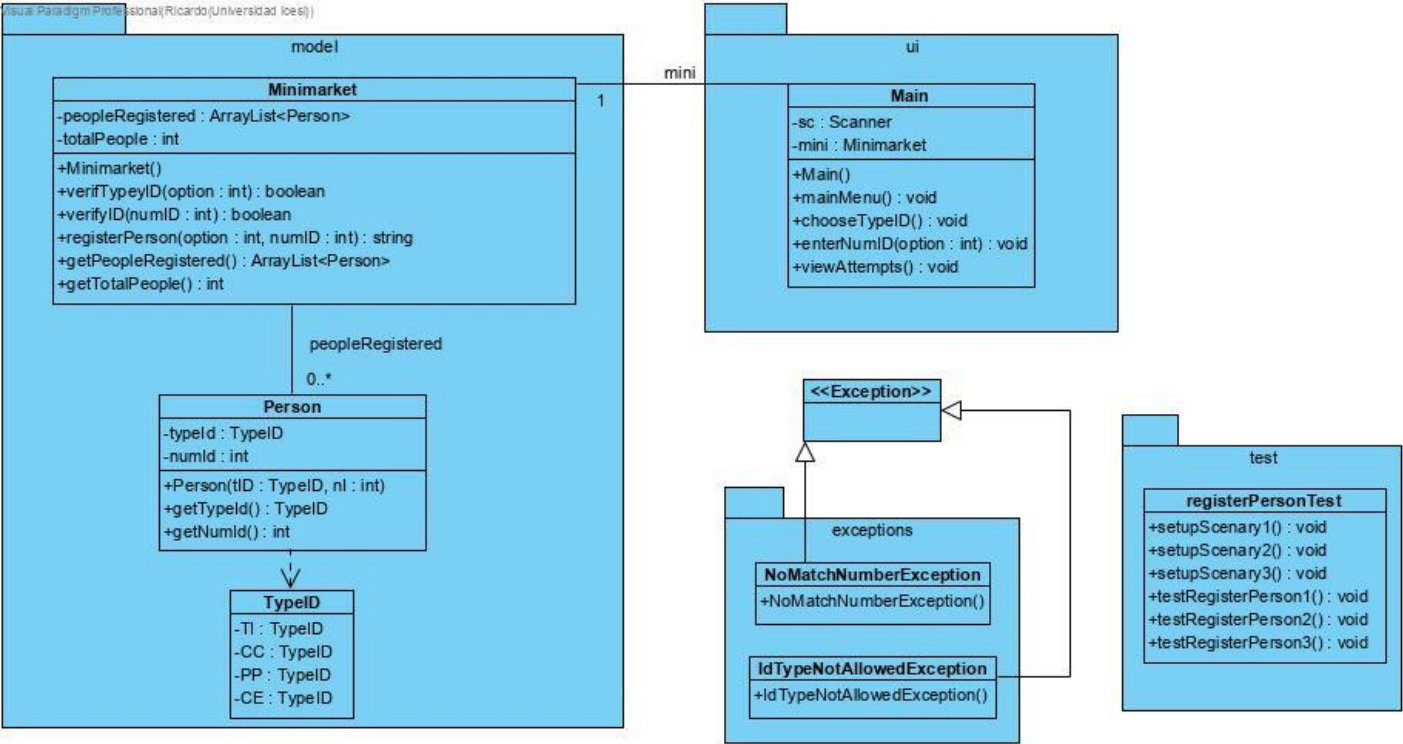 Visual Paradigm Professional(Ricardo(Universidad Icesi))
model
Minimarket
-peopleRegistered : ArrayList<Person>
-totalPeople : int
+Minimarket()
+verifTypeyID(option : int) : boolean
+verifyID(numID : int) : boolean
+registerPerson(option : int, numID : int) : string
+getPeopleRegistered() : ArrayList<Person>
+getTotalPeople() : int
peopleRegistered
0..*
Person
-typeId : TypeID
-numId : int
+Person(tID : TypeID, nI : int)
+getTypeId() : TypeID
+getNumId() : int
TypeID
-TI : TypeID
-CC : TypeID
-PP : TypeID
-CE : TypeID
mini
1
ui
Main
-sc : Scanner
-mini : Minimarket
+Main()
+mainMenu() : void
+chooseTypeID() : void
+enterNumID(option : int) : void
+viewAttempts() : void
<<Exception>>
exceptions
NoMatchNumberException
+NoMatchNumberException()
IdTypeNotAllowedException
+IdTypeNotAllowedException()
test
registerPersonTest
+setupScenary1() : void
+setupScenary2() : void
+setupScenary3() : void
+testRegisterPerson1() : void
+testRegisterPerson2() : void
+testRegisterPerson3() : void